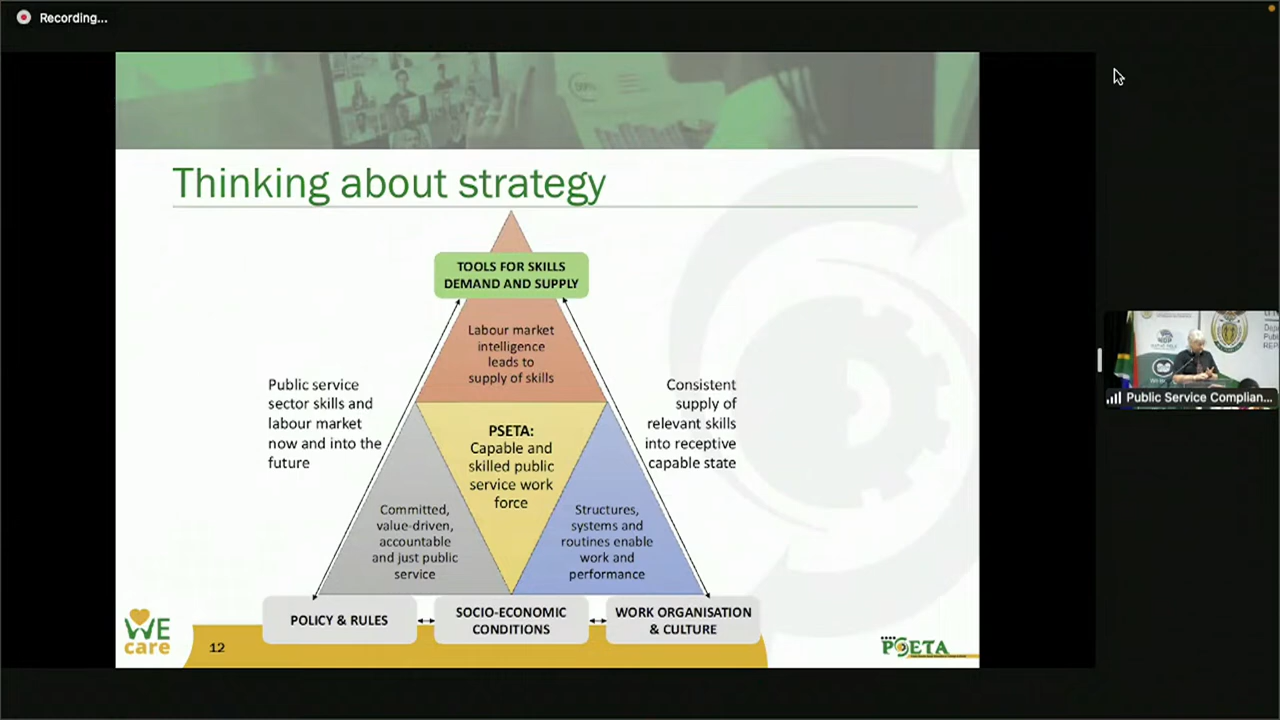 Recording...
Thinking about strategy
TOOLS FOR SKILLS
DEMAND AND SUPPLY
Labour market
intelligence
leads to
supply of skills
Public service
sector skills and
labour market
now and into the
future
Consistent
supply of
relevant skills
into receptive
capable state
PSETA:
Capable and
skilled public
service work
force
Committed,
value-driven,
accountable
and just public
service
Structures,
systems and
routines enable
work and
performance
POLICY & RULES
SOCIO-ECONOMIC
CONDITIONS
WORK ORGANISATION
& CULTURE
WE
care
12
PSETA
Public Service Complian...